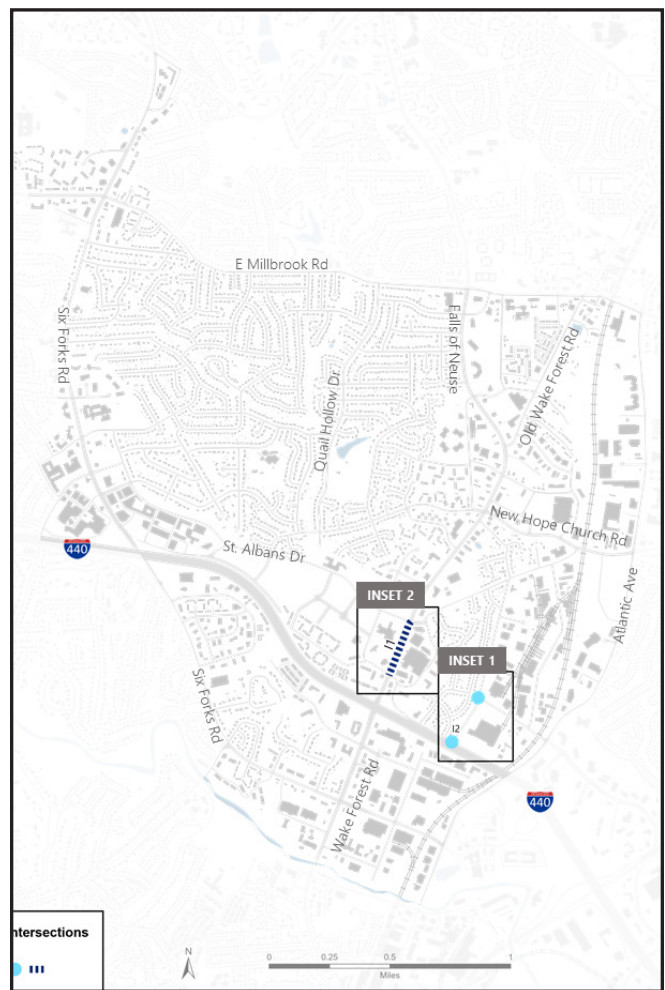 E Millbrook Rd
Six Forks Rd
Falls of Neuse
Old Wake Forest Rd
Quail Hollow Dr.
New Hope Church Rd
St. Albans Dr
440
Atlantic Ave
INSET 2
I1
INSET 1
I2
Six Forks Rd
Wake Forest Rd
440
ntersections
N
0 0.25 0.5 1
Miles